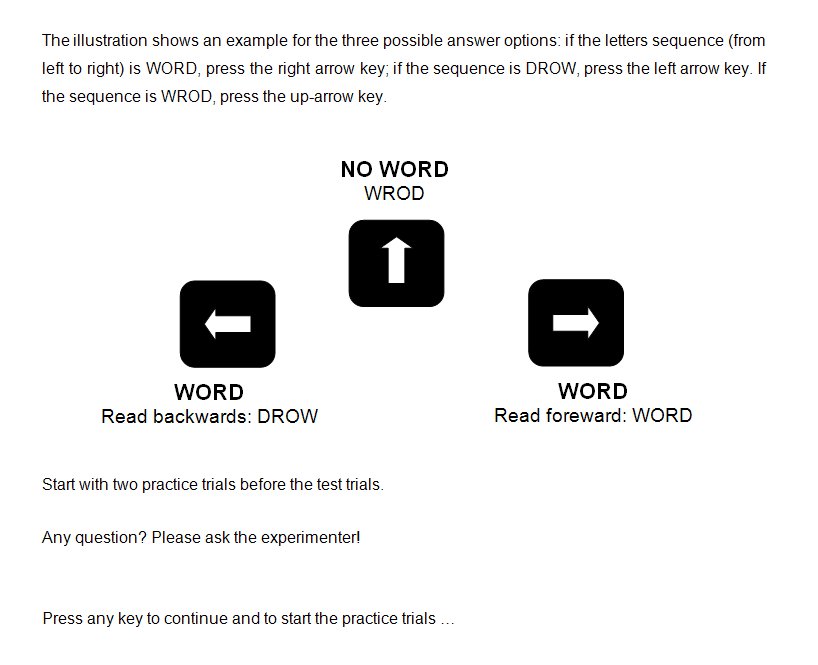 The illustration shows an example for the three possible answer options: if the letters sequence (from
left to right) is WORD, press the right arrow key; if the sequence is DROW, press the left arrow key. If
the sequence is WROD, press the up-arrow key.
NO WORD
WROD
WORD
Read backwards: DROW
WORD
Read foreward: WORD
Start with two practice trials before the test trials.
Any question? Please ask the experimenter!
Press any key to continue and to start the practice trials …